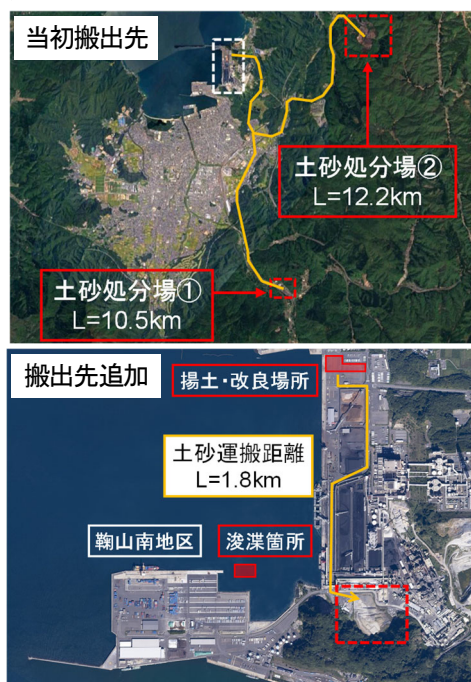 当初搬出先
土砂処分場②
L=12.2km
土砂処分場①
L=10.5km
搬出先追加
揚土・改良場所
土砂運搬距離
L=1.8km
鞠山南地区
浚渫箇所